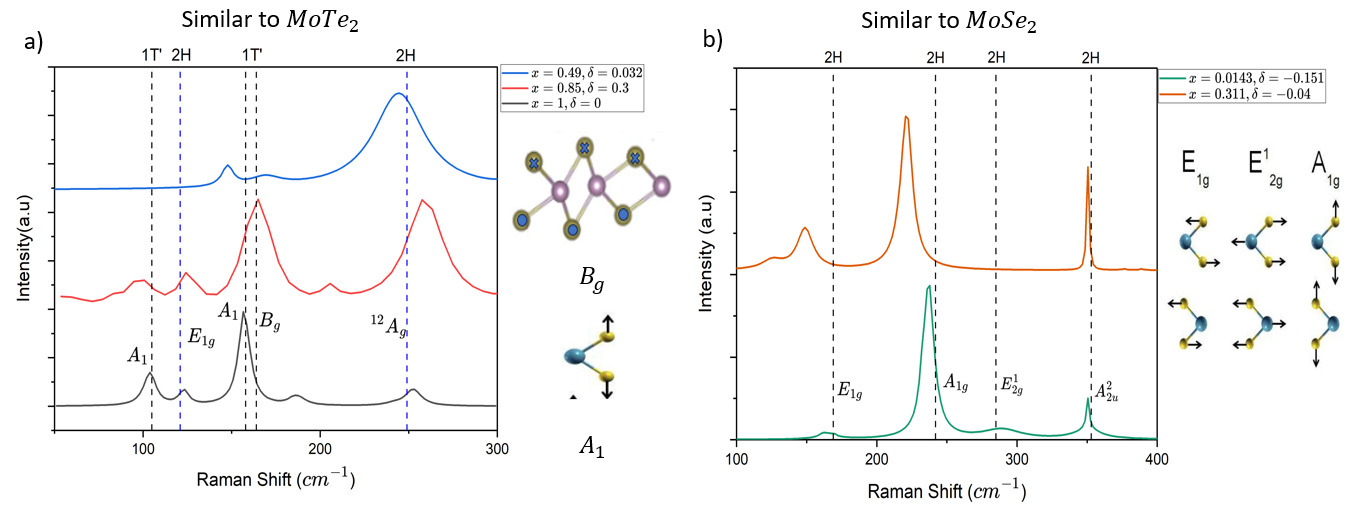 Similar to MoTe₂
a)
1T' 2H 1T' 2H
x = 0.49, δ = 0.032
x = 0.85, δ = 0.3
x = 1, δ = 0
Intensity(a.u)
A₁ E₁g A₁ Bg ¹²Ag
100 200 300
Raman Shift (cm⁻¹)
Bg
A₁
Similar to MoSe₂
b)
2H 2H 2H 2H
x = 0.0143, δ = −0.151
x = 0.311, δ = −0.04
Intensity (a.u)
E₁g A₁g E¹₂g A²₂u
100 200 300 400
Raman Shift (cm⁻¹)
E₁g E¹₂g A₁g